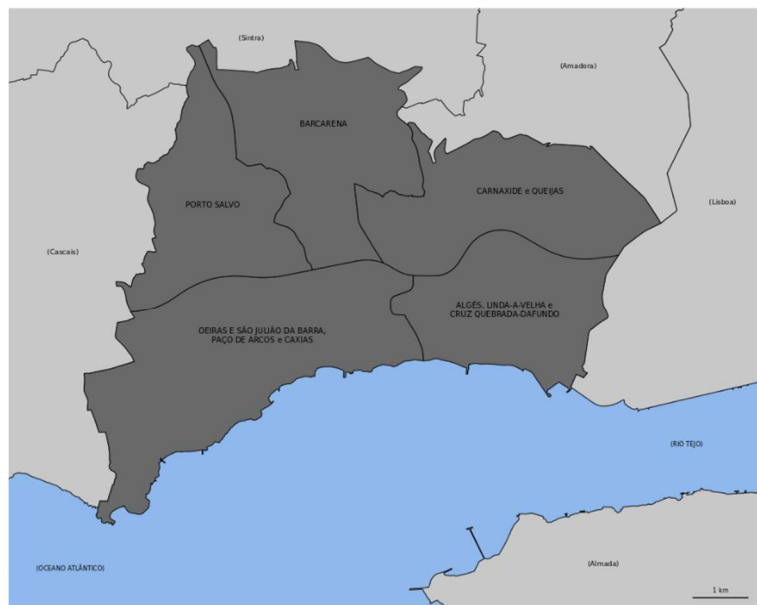 (Sintra)
(Amadora)
BARCARENA
CARNAXIDE e QUEIJAS
PORTO SALVO
(Lisboa)
(Cascais)
ALGÉS, LINDA-A-VELHA e
CRUZ QUEBRADA-DAFUNDO
OEIRAS E SÃO JULIÃO DA BARRA,
PAÇO DE ARCOS e CAXIAS
(RIO TEJO)
(OCEANO ATLÂNTICO)
(Almada)
1 km